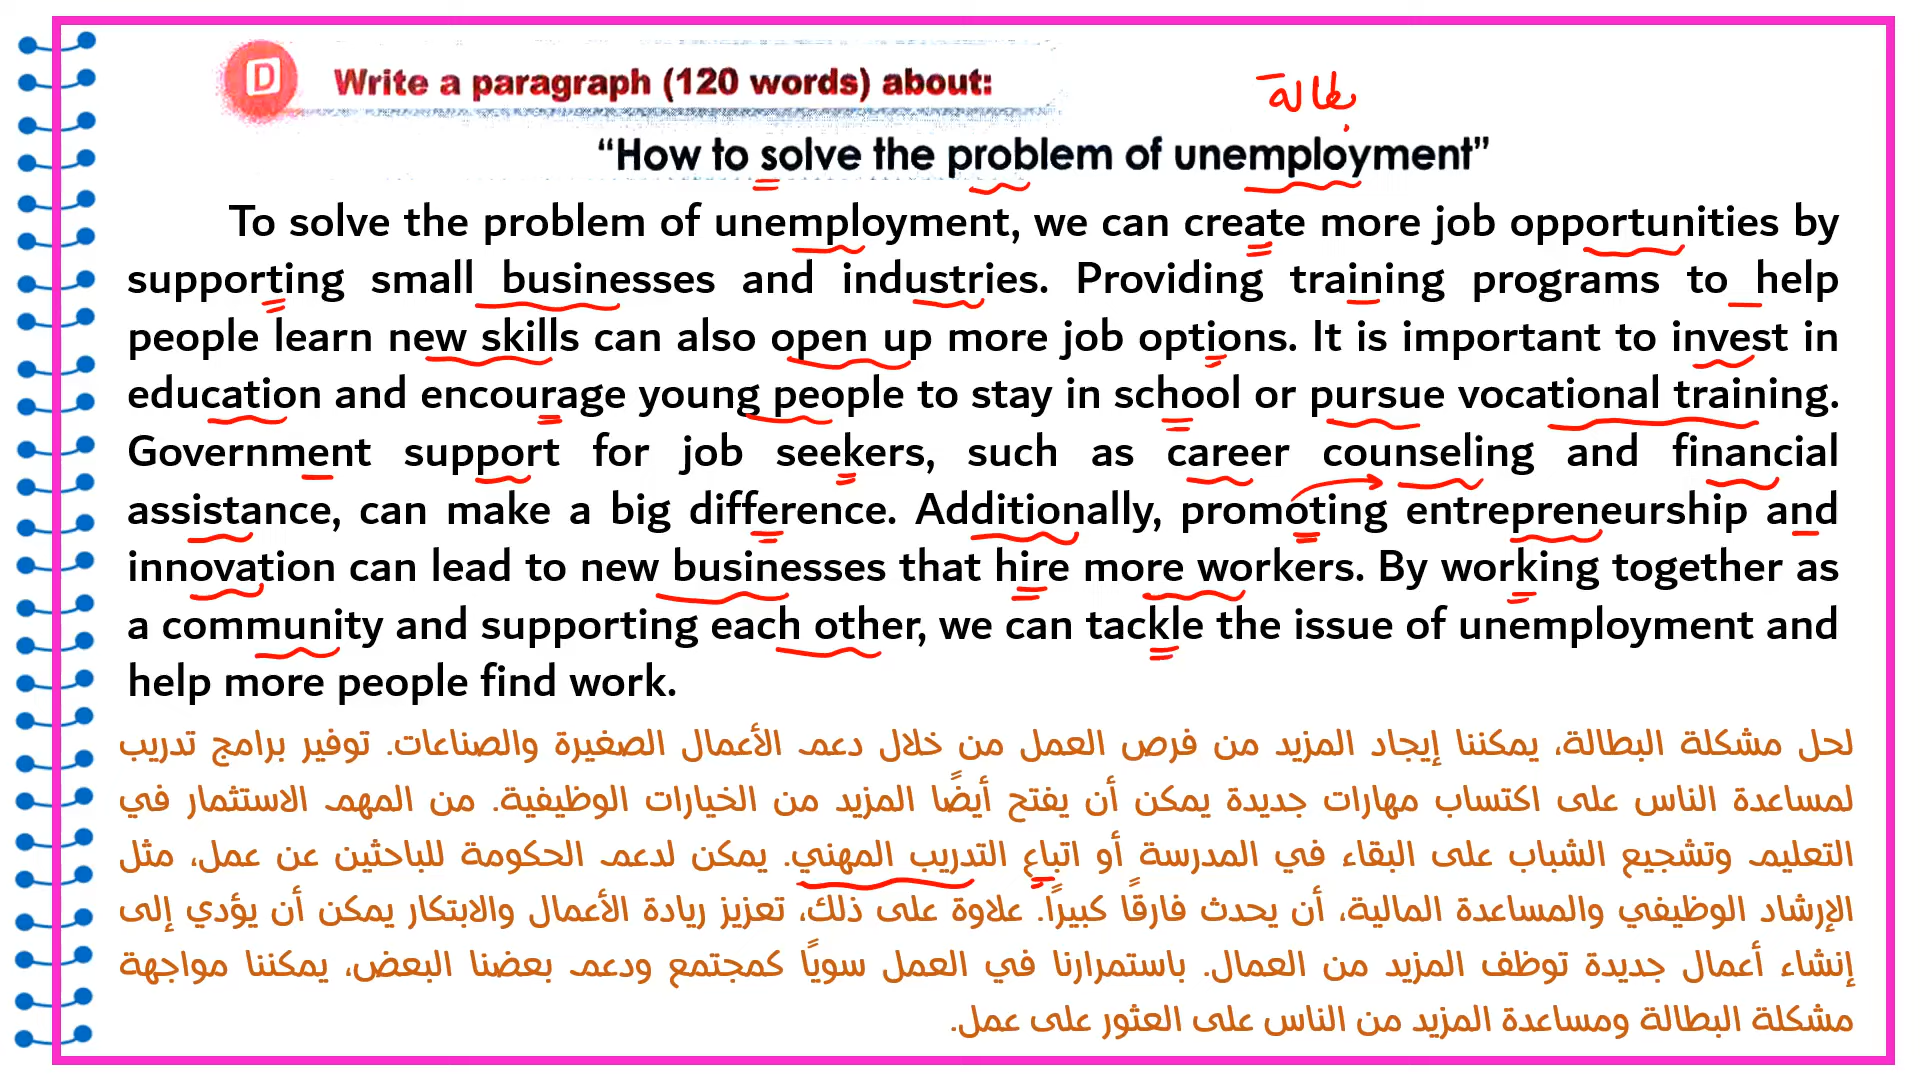 D Write a paragraph (120 words) about:
بطالة
“How to solve the problem of unemployment”
To solve the problem of unemployment, we can create more job opportunities by
supporting small businesses and industries. Providing training programs to help
people learn new skills can also open up more job options. It is important to invest in
education and encourage young people to stay in school or pursue vocational training.
Government support for job seekers, such as career counseling and financial
assistance, can make a big difference. Additionally, promoting entrepreneurship and
innovation can lead to new businesses that hire more workers. By working together as
a community and supporting each other, we can tackle the issue of unemployment and
help more people find work.
لحل مشكلة البطالة، يمكننا إيجاد المزيد من فرص العمل من خلال دعم الأعمال الصغيرة والصناعات. توفير برامج تدريب
لمساعدة الناس على اكتساب مهارات جديدة يمكن أن يفتح أيضًا المزيد من الخيارات الوظيفية. من المهم الاستثمار في
التعليم وتشجيع الشباب على البقاء في المدرسة أو اتباع التدريب المهني. يمكن لدعم الحكومة للباحثين عن عمل، مثل
الإرشاد الوظيفي والمساعدة المالية، أن يحدث فارقًا كبيرًا. علاوة على ذلك، تعزيز ريادة الأعمال والابتكار يمكن أن يؤدي إلى
إنشاء أعمال جديدة توظف المزيد من العمال. باستمرارنا في العمل سويًا كمجتمع ودعم بعضنا البعض، يمكننا مواجهة
مشكلة البطالة ومساعدة المزيد من الناس على العثور على عمل.